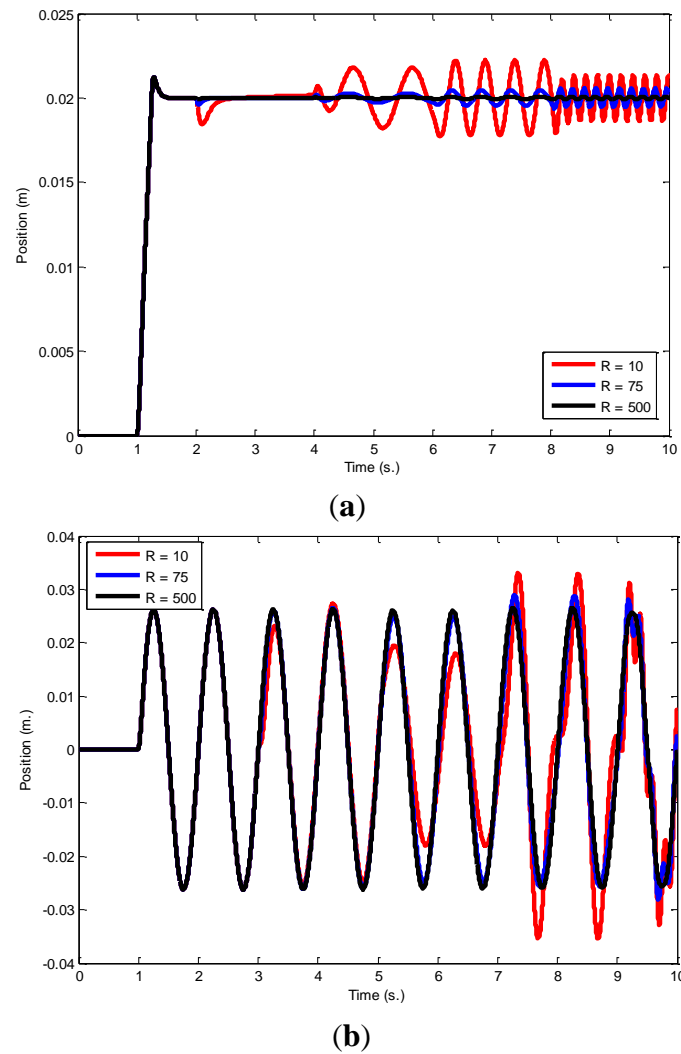 0.025
0.02
0.015
0.01
0.005
0
Position (m)
0 1 2 3 4 5 6 7 8 9 10
Time (s.)
R = 10
R = 75
R = 500
(a)
0.04
0.03
0.02
0.01
0
-0.01
-0.02
-0.03
-0.04
Position (m.)
R = 10
R = 75
R = 500
0 1 2 3 4 5 6 7 8 9 10
Time (s.)
(b)